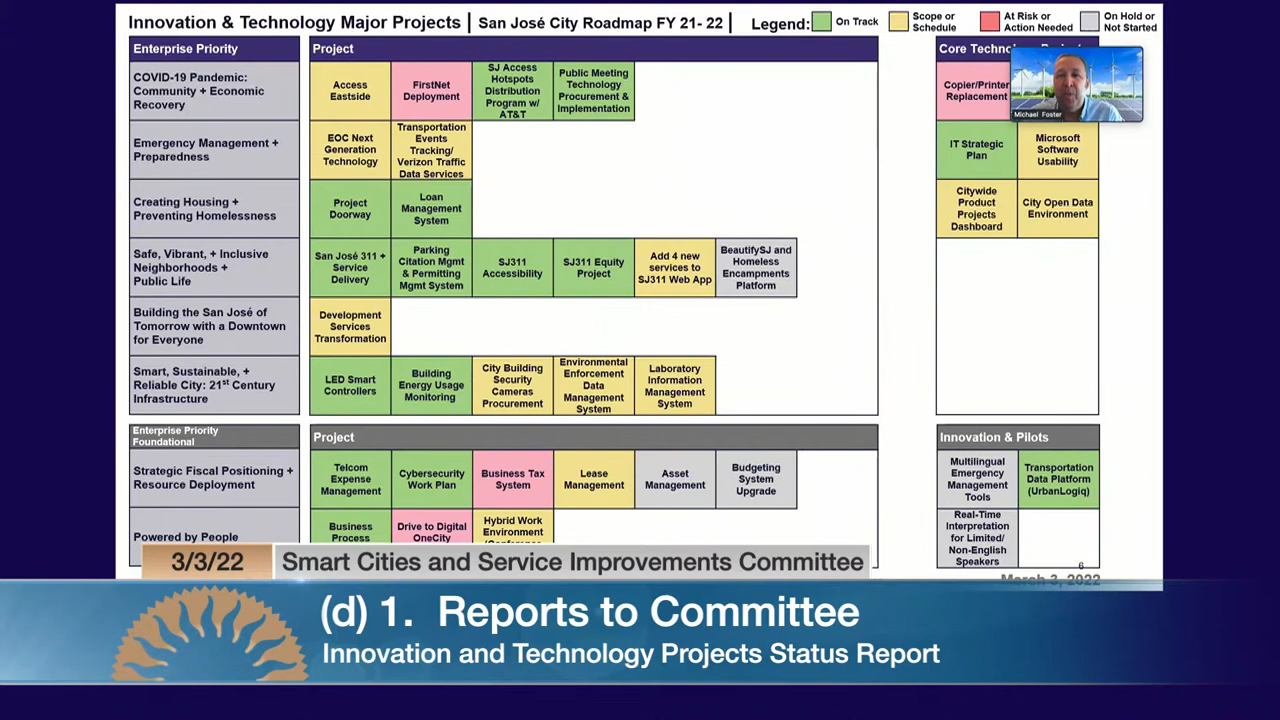 Innovation & Technology Major Projects | San José City Roadmap FY 21- 22 |
Legend:
On Track
Scope or
Schedule
At Risk or
Action Needed
On Hold or
Not Started
Enterprise Priority
Project
COVID-19 Pandemic:
Community + Economic
Recovery
Access
Eastside
FirstNet
Deployment
SJ Access
Hotspots
Distribution
Program w/
AT&T
Public Meeting
Technology
Procurement &
Implementation
Emergency Management +
Preparedness
EOC Next
Generation
Technology
Transportation
Events
Tracking/
Verizon Traffic
Data Services
Creating Housing +
Preventing Homelessness
Project
Doorway
Loan
Management
System
Safe, Vibrant, + Inclusive
Neighborhoods +
Public Life
San José 311 +
Service
Delivery
Parking
Citation Mgmt
& Permitting
Mgmt System
SJ311
Accessibility
SJ311 Equity
Project
Add 4 new
services to
SJ311 Web App
BeautifySJ and
Homeless
Encampments
Platform
Building the San José of
Tomorrow with a Downtown
for Everyone
Development
Services
Transformation
Smart, Sustainable, +
Reliable City: 21st Century
Infrastructure
LED Smart
Controllers
Building
Energy Usage
Monitoring
City Building
Security
Cameras
Procurement
Environmental
Enforcement
Data
Management
System
Laboratory
Information
Management
System
Core
Copier/Printer
Replacement
Michael Foster
IT Strategic
Plan
Microsoft
Software
Usability
Citywide
Product
Projects
Dashboard
City Open Data
Environment
Enterprise Priority
Foundational
Project
Strategic Fiscal Positioning +
Resource Deployment
Telcom
Expense
Management
Cybersecurity
Work Plan
Business Tax
System
Lease
Management
Asset
Management
Budgeting
System
Upgrade
Powered by People
Business
Process
Drive to Digital
OneCity
Hybrid Work
Environment
Innovation & Pilots
Multilingual
Emergency
Management
Tools
Transportation
Data Platform
(UrbanLogiq)
Real-Time
Interpretation
for Limited/
Non-English
Speakers
6
March 3, 2022
3/3/22
Smart Cities and Service Improvements Committee
(d) 1. Reports to Committee
Innovation and Technology Projects Status Report